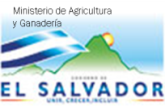 Ministerio de Agricultura
y Ganadería
GOBIERNO DE
EL SALVADOR
UNIR, CRECER, INCLUIR